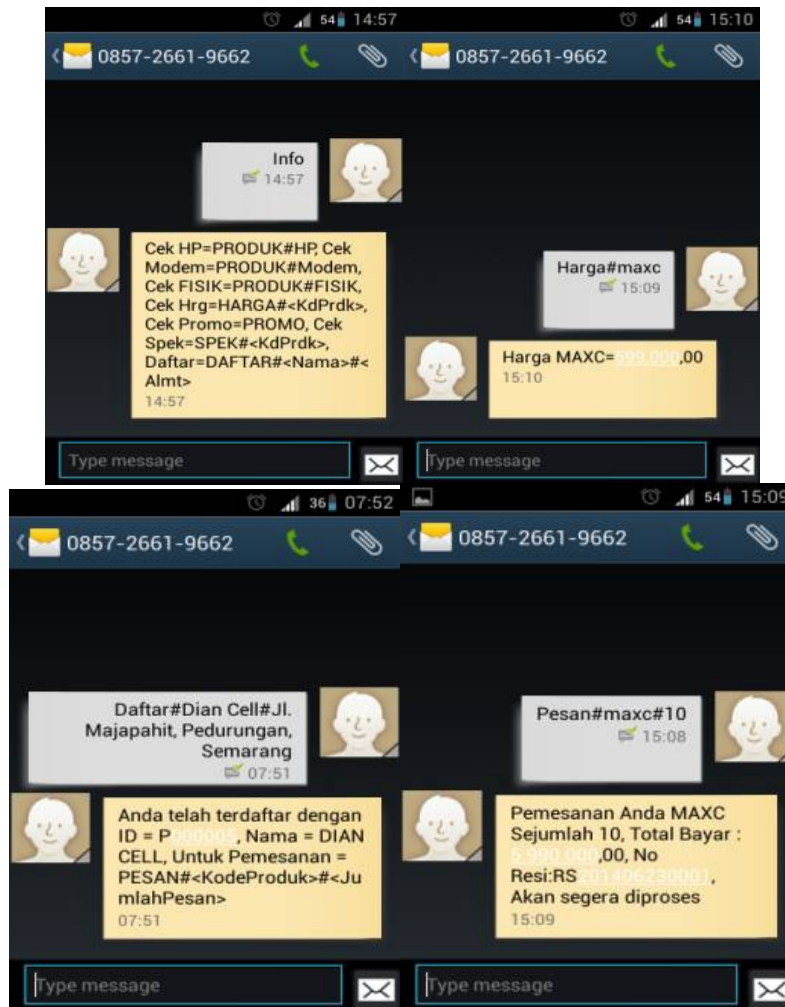 54 14:57
0857-2661-9662
Info
14:57
Cek HP=PRODUK#HP, Cek
Modem=PRODUK#Modem,
Cek FISIK=PRODUK#FISIK,
Cek Hrg=HARGA#<KdPrdk>,
Cek Promo=PROMO, Cek
Spek=SPEK#<KdPrdk>,
Daftar=DAFTAR#<Nama>#<
Almt>
14:57
Type message
54 15:10
0857-2661-9662
Harga#maxc
15:09
Harga MAXC=599.000,00
15:10
Type message
36 07:52
0857-2661-9662
Daftar#Dian Cell#Jl.
Majapahit, Pedurungan,
Semarang
07:51
Anda telah terdaftar dengan
ID = P000005, Nama = DIAN
CELL, Untuk Pemesanan =
PESAN#<KodeProduk>#<Ju
mlahPesan>
07:51
Type message
54 15:09
0857-2661-9662
Pesan#maxc#10
15:08
Pemesanan Anda MAXC
Sejumlah 10, Total Bayar :
5.990.000,00, No
Resi:RS201406230001,
Akan segera diproses
15:09
Type message